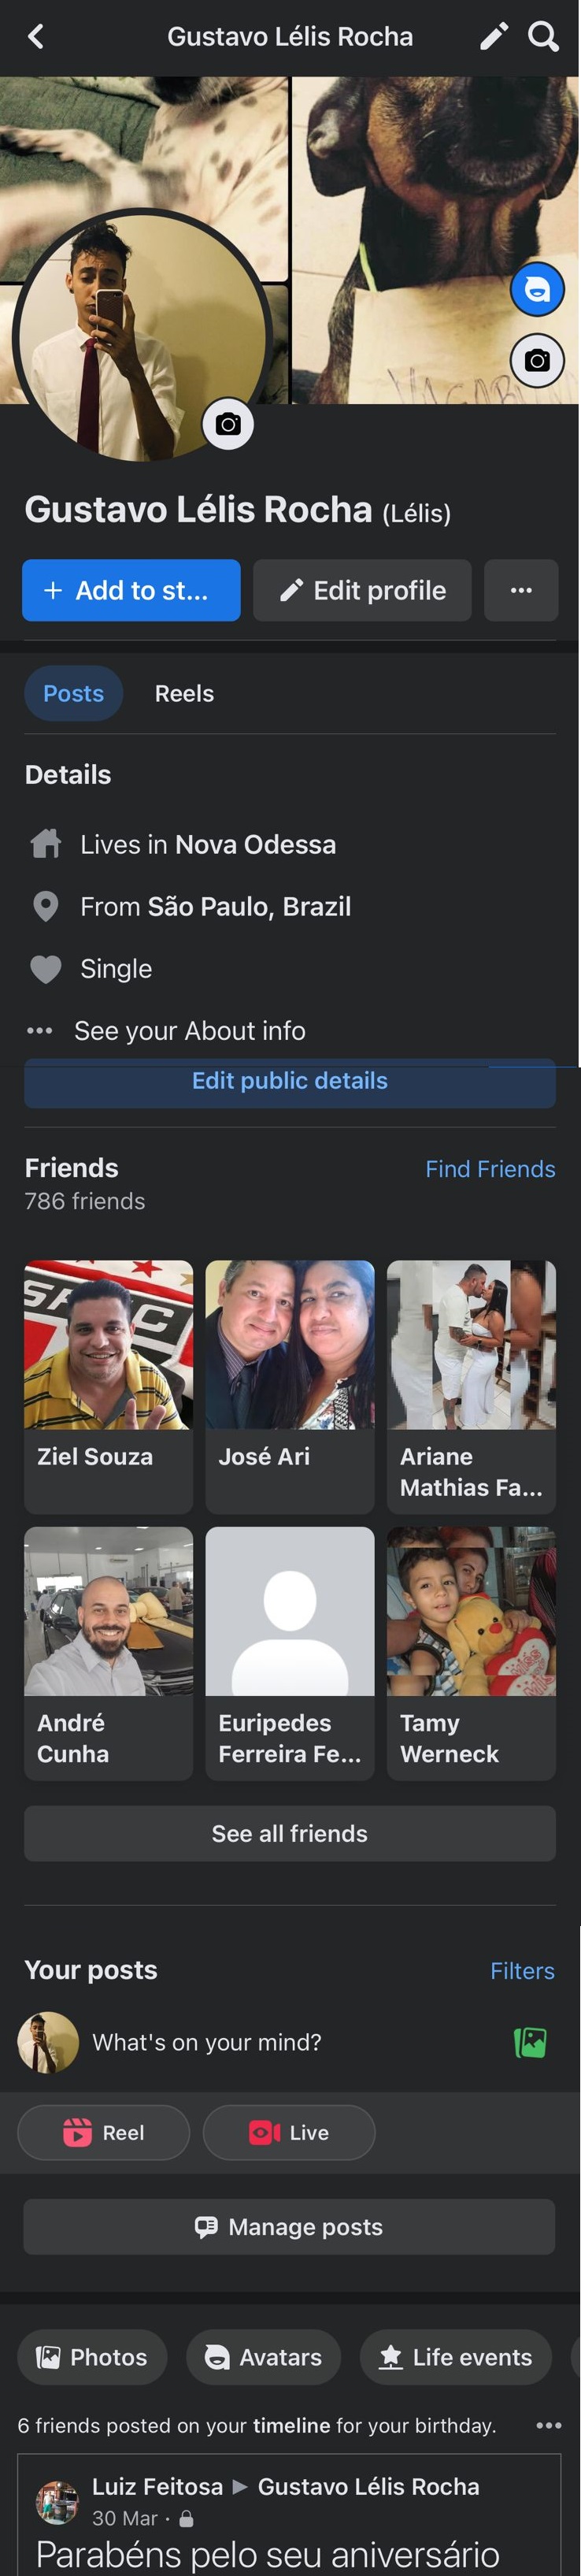 Gustavo Lélis Rocha
Gustavo Lélis Rocha (Lélis)
+ Add to st...
Edit profile
Posts
Reels
Details
Lives in Nova Odessa
From São Paulo, Brazil
Single
See your About info
Edit public details
Friends
Find Friends
786 friends
Ziel Souza
José Ari
Ariane
Mathias Fa...
André
Cunha
Euripedes
Ferreira Fe...
Tamy
Werneck
See all friends
Your posts
Filters
What's on your mind?
Reel
Live
Manage posts
Photos
Avatars
Life events
6 friends posted on your timeline for your birthday.
Luiz Feitosa ▶ Gustavo Lélis Rocha
30 Mar ·
Parabéns pelo seu aniversário